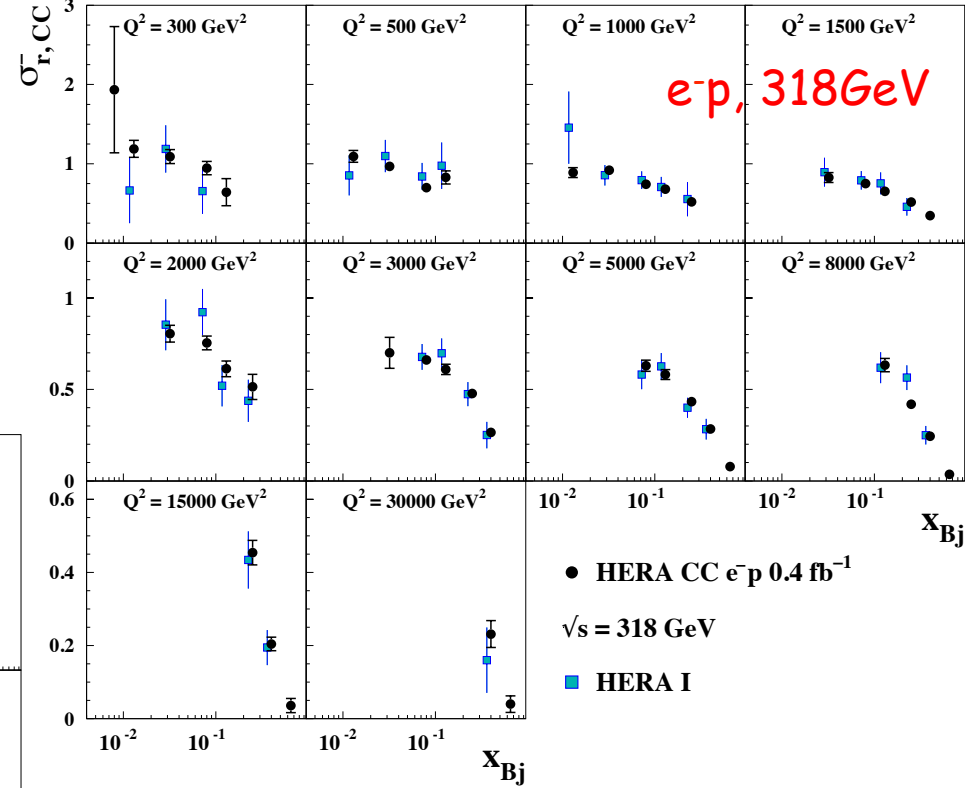 σ⁻r,CC
3
2
1
0
Q² = 300 GeV²
Q² = 500 GeV²
Q² = 1000 GeV²
Q² = 1500 GeV²
e⁻p, 318GeV
1
0.5
0
Q² = 2000 GeV²
Q² = 3000 GeV²
Q² = 5000 GeV²
Q² = 8000 GeV²
0.6
0.4
0.2
0
Q² = 15000 GeV²
Q² = 30000 GeV²
10⁻² 10⁻¹ 10⁻² 10⁻¹
xBj
HERA CC e⁻p 0.4 fb⁻¹
√s = 318 GeV
HERA I
10⁻² 10⁻¹ 10⁻² 10⁻¹
xBj